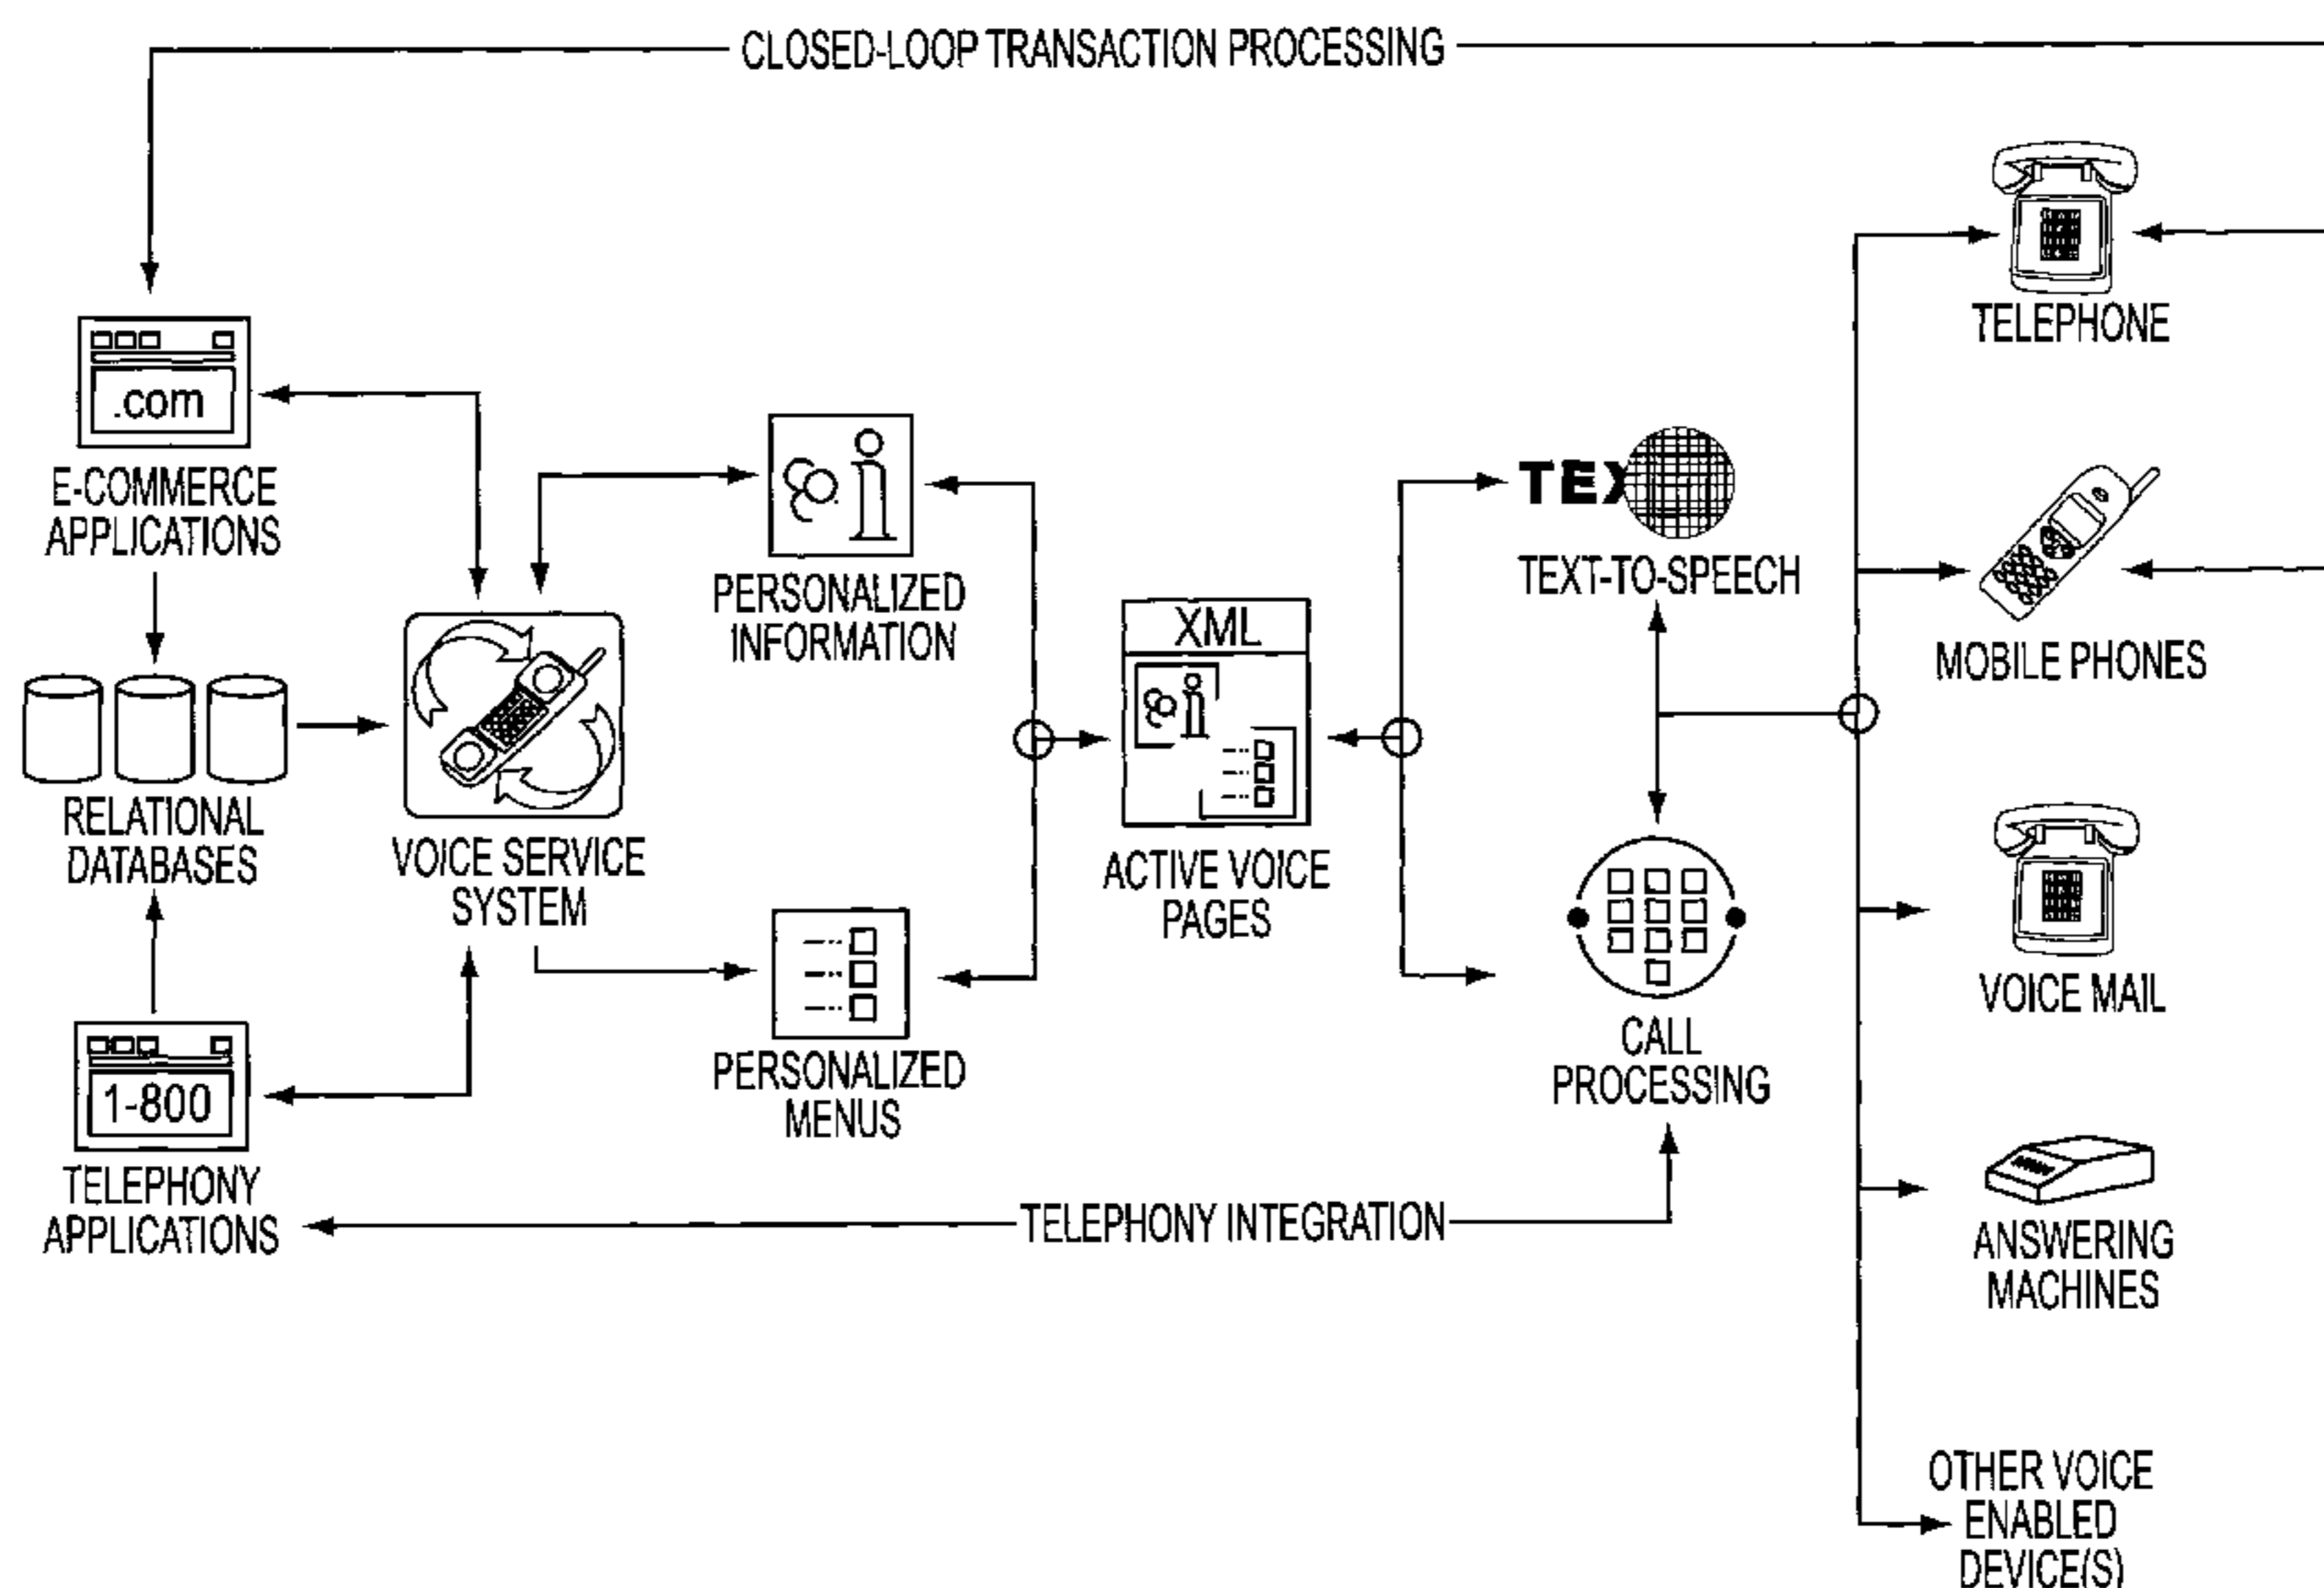 CLOSED-LOOP TRANSACTION PROCESSING
TELEPHONE
.com
E-COMMERCE
APPLICATIONS
i
PERSONALIZED
INFORMATION
TEX
TEXT-TO-SPEECH
MOBILE PHONES
XML
i
ACTIVE VOICE
PAGES
RELATIONAL
DATABASES
VOICE SERVICE
SYSTEM
VOICE MAIL
CALL
PROCESSING
PERSONALIZED
MENUS
1-800
TELEPHONY
APPLICATIONS
TELEPHONY INTEGRATION
ANSWERING
MACHINES
OTHER VOICE
ENABLED
DEVICE(S)